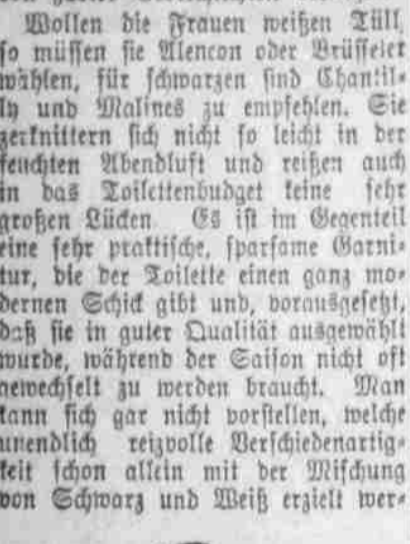 Wollen die Frauen weißen Tüll,
so müssen sie Alencon oder Brüsseler
wählen, für schwarzen sind Chantil-
ly und Malines zu empfehlen. Sie
zerknittern sich nicht so leicht in der
feuchten Abendluft und reißen auch
in das Toilettenbudget keine sehr
großen Lücken Es ist im Gegenteil
eine sehr praktische, sparsame Garni-
tur, die der Toilette einen ganz mo-
dernen Schick gibt und, vorausgesetzt,
daß sie in guter Qualität ausgewählt
wurde, während der Saison nicht oft
gewechselt zu werden braucht. Man
kann sich gar nicht vorstellen, welche
unendlich reizvolle Verschiedenartig-
keit schon allein mit der Mischung
von Schwarz und Weiß erzielt wer-